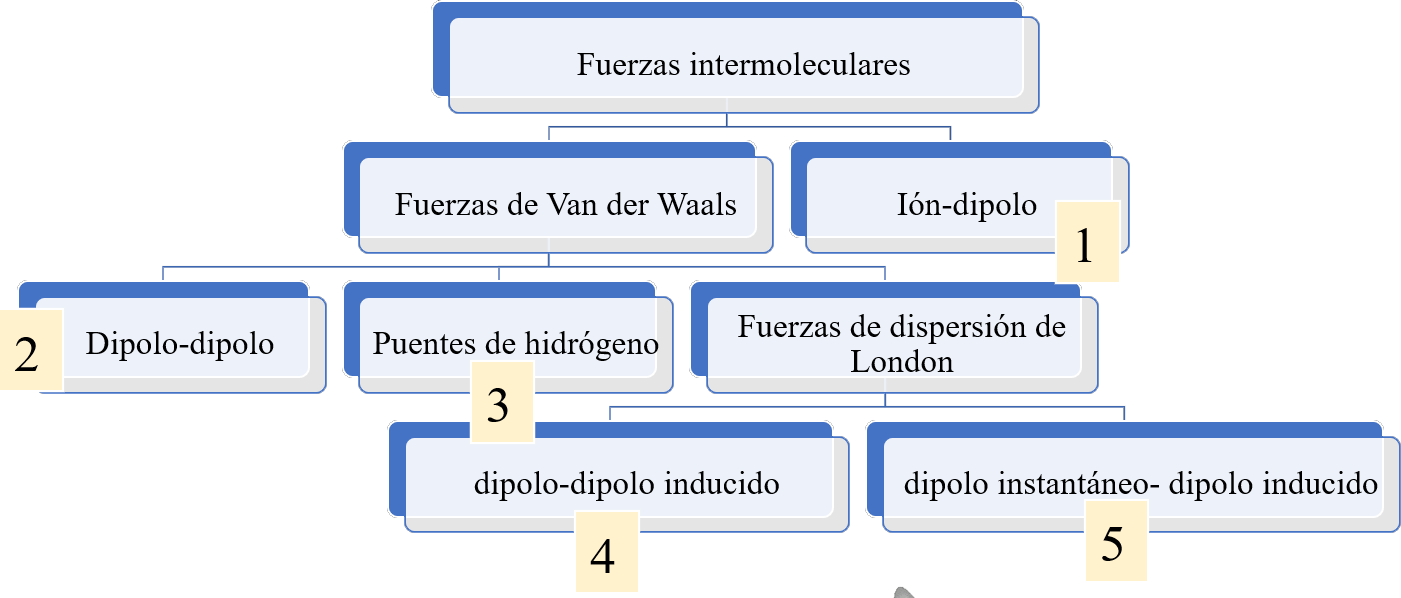 Fuerzas intermoleculares
Fuerzas de Van der Waals
Ión-dipolo
1
2
Dipolo-dipolo
Puentes de hidrógeno
3
Fuerzas de dispersión de
London
dipolo-dipolo inducido
4
dipolo instantáneo- dipolo inducido
5